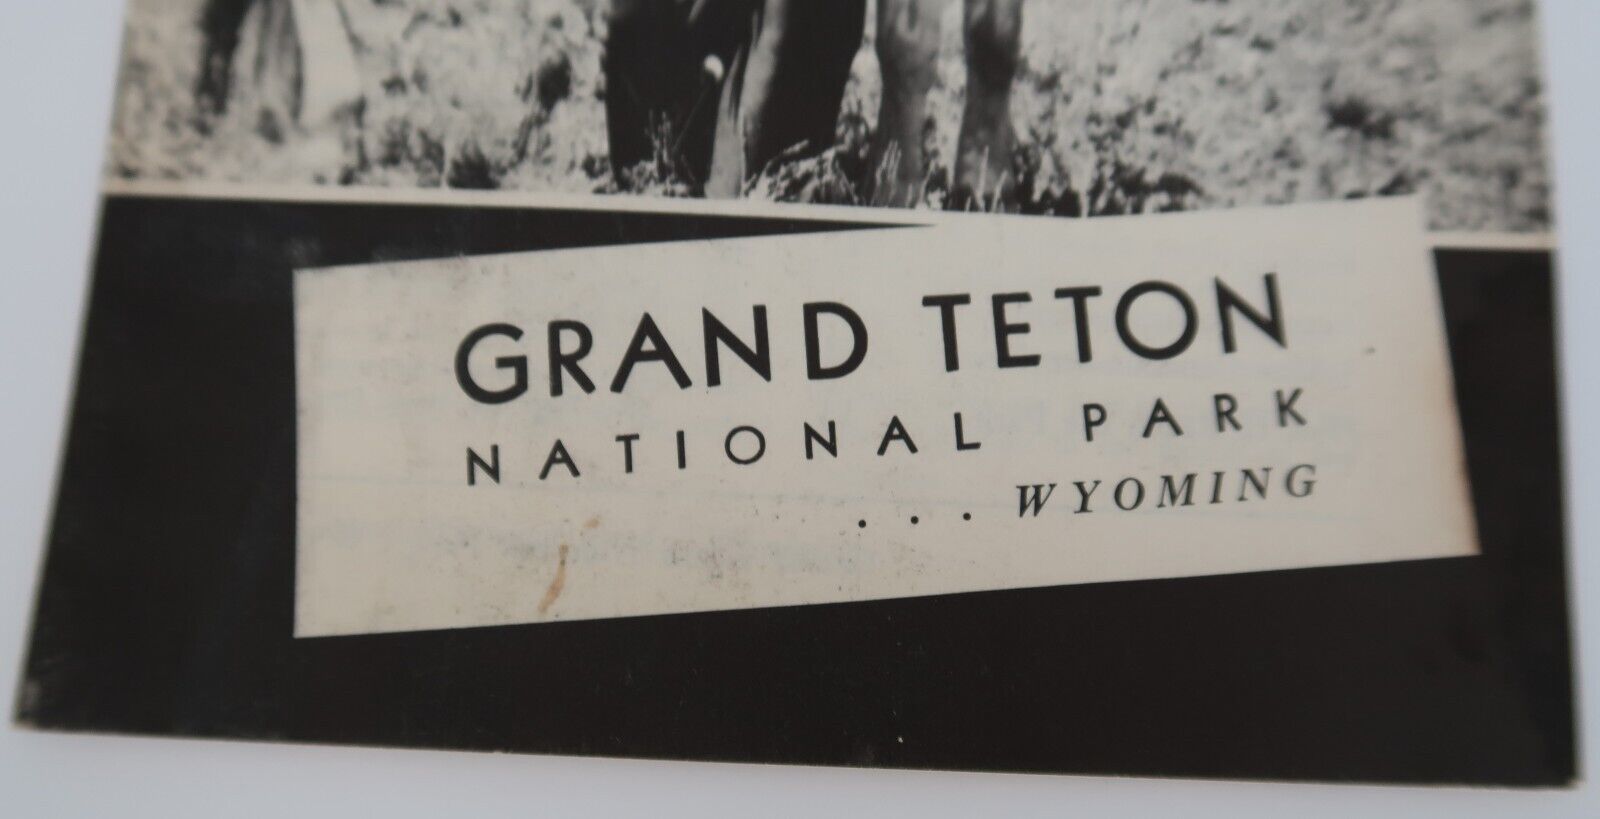 GRAND TETON
NATIONAL PARK
. . . WYOMING